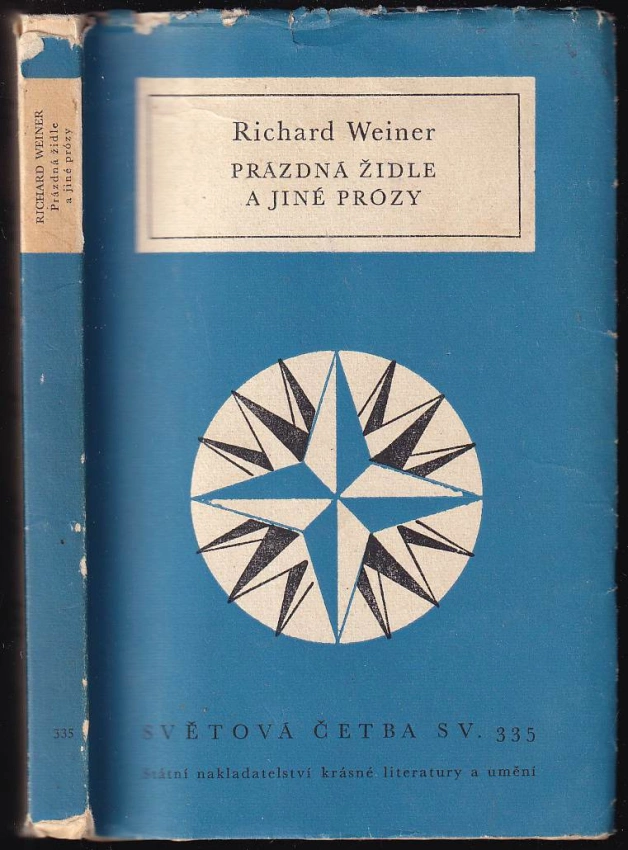 RICHARD WEINER
Prázdná židle
a jiné prózy
335
Richard Weiner
PRÁZDNÁ ŽIDLE
A JINÉ PRÓZY
SVĚTOVÁ ČETBA SV. 335
Státní nakladatelství krásné literatury a umění